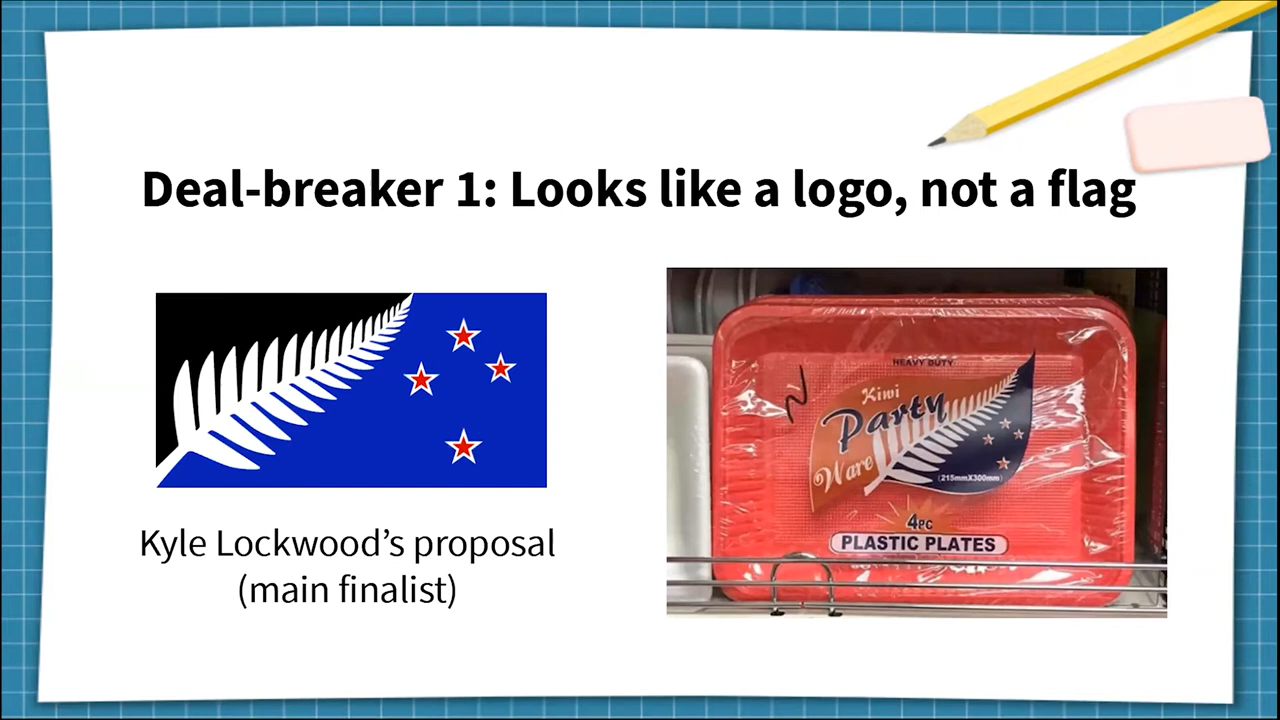 Deal-breaker 1: Looks like a logo, not a flag
Kyle Lockwood’s proposal
(main finalist)
HEAVY DUTY
Kiwi
Party
Ware
(215mmX300mm)
4PC
PLASTIC PLATES